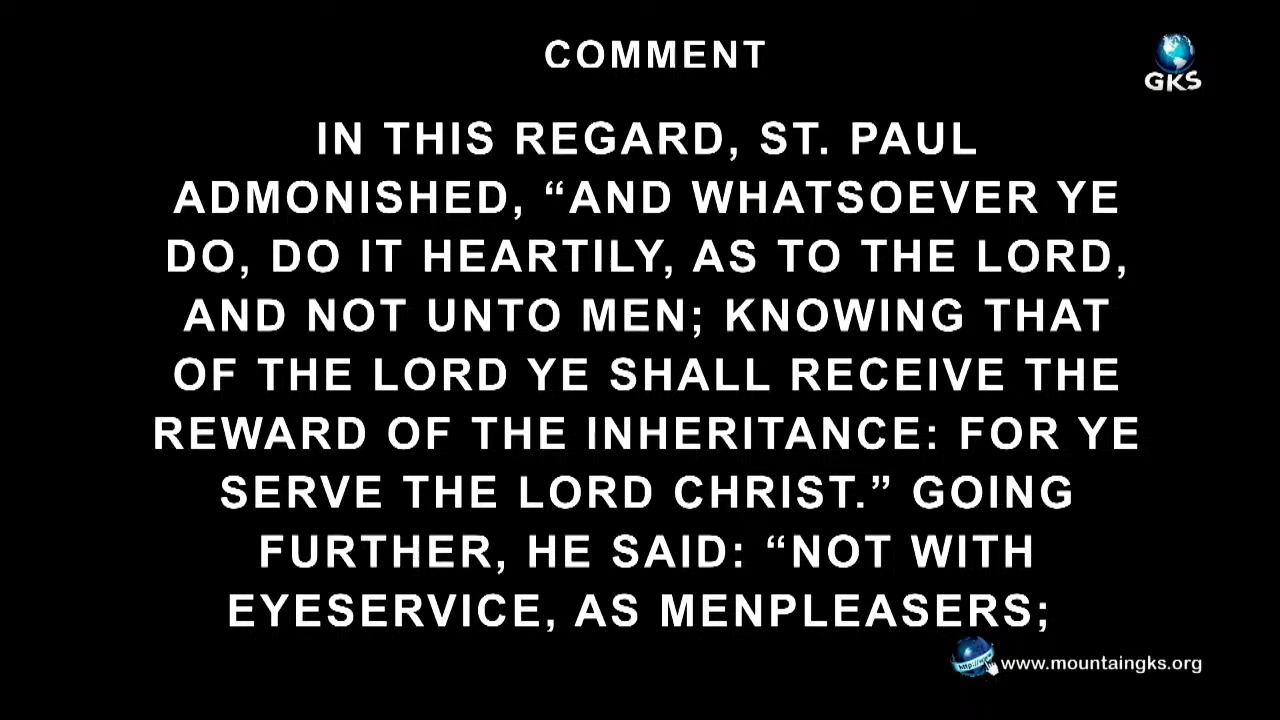 COMMENT
GKS
IN THIS REGARD, ST. PAUL
ADMONISHED, “AND WHATSOEVER YE
DO, DO IT HEARTILY, AS TO THE LORD,
AND NOT UNTO MEN; KNOWING THAT
OF THE LORD YE SHALL RECEIVE THE
REWARD OF THE INHERITANCE: FOR YE
SERVE THE LORD CHRIST.” GOING
FURTHER, HE SAID: “NOT WITH
EYESERVICE, AS MENPLEASERS;
www.mountaingks.org